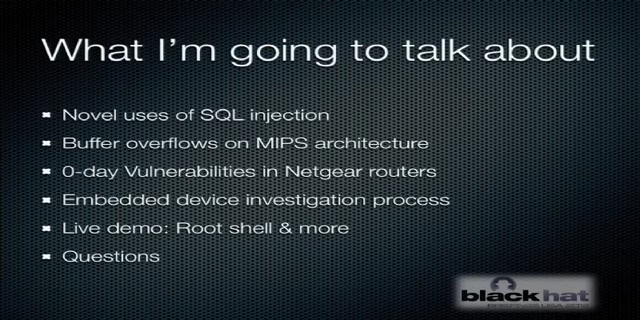 What I'm going to talk about
Novel uses of SQL injection
Buffer overflows on MIPS architecture
0-day Vulnerabilities in Netgear routers
Embedded device investigation process
Live demo: Root shell & more
Questions
black hat